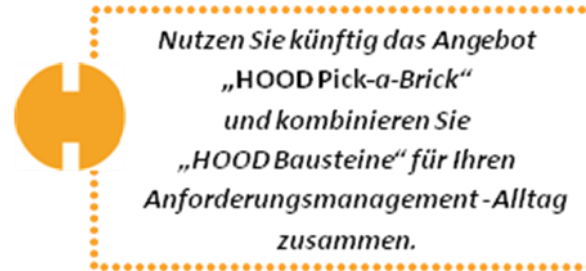 Nutzen Sie künftig das Angebot
„HOOD Pick-a-Brick“
und kombinieren Sie
„HOOD Bausteine“ für Ihren
Anforderungsmanagement -Alltag
zusammen.